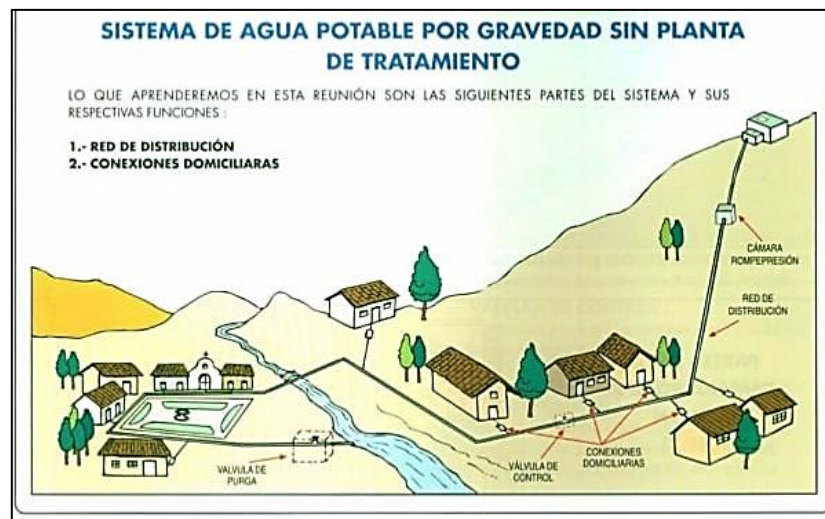 SISTEMA DE AGUA POTABLE POR GRAVEDAD SIN PLANTA
DE TRATAMIENTO
LO QUE APRENDEREMOS EN ESTA REUNIÓN SON LAS SIGUIENTES PARTES DEL SISTEMA Y SUS
RESPECTIVAS FUNCIONES :
1.- RED DE DISTRIBUCIÓN
2.- CONEXIONES DOMICILIARAS
CÁMARA
ROMPEPRESIÓN
RED DE
DISTRIBUCIÓN
VALVULA DE
PURGA
VÁLVULA DE
CONTROL
CONEXIONES
DOMICILIARIAS